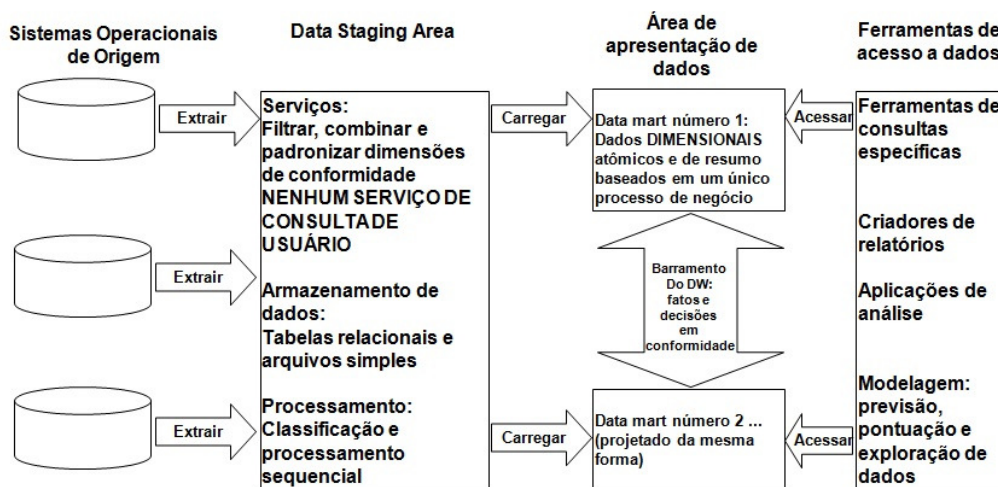 Sistemas Operacionais
de Origem
Data Staging Area
Área de
apresentação de
dados
Ferramentas de
acesso a dados
Extrair
Extrair
Extrair
Serviços:
Filtrar, combinar e
padronizar dimensões
de conformidade
NENHUM SERVIÇO DE
CONSULTA DE
USUÁRIO
Armazenamento de
dados:
Tabelas relacionais e
arquivos simples
Processamento:
Classificação e
processamento
sequencial
Carregar
Carregar
Data mart número 1:
Dados DIMENSIONAIS
atômicos e de resumo
baseados em um único
processo de negócio
Barramento
Do DW:
fatos e
decisões
em
conformidade
Data mart número 2 ...
(projetado da mesma
forma)
Acessar
Acessar
Ferramentas de
consultas
específicas
Criadores de
relatórios
Aplicações de
análise
Modelagem:
previsão,
pontuação e
exploração de
dados